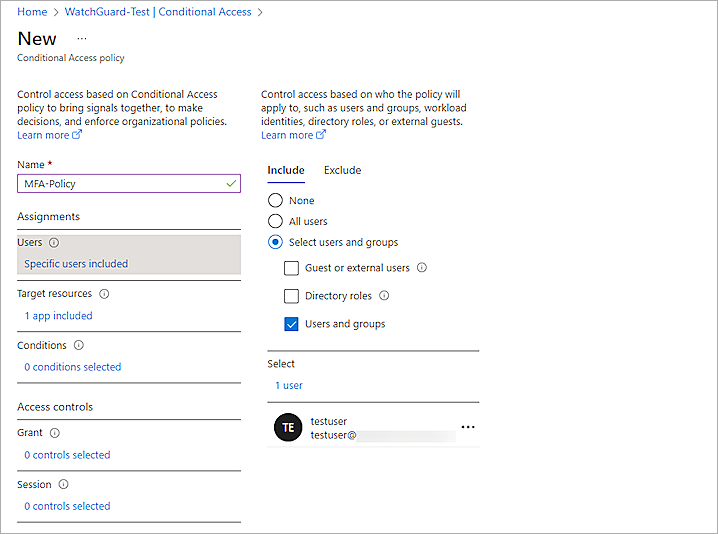 Home > WatchGuard-Test | Conditional Access >
New ...
Conditional Access policy
Control access based on Conditional Access
policy to bring signals together, to make
decisions, and enforce organizational policies.
Learn more
Name *
MFA-Policy
Assignments
Users
Specific users included
Target resources
1 app included
Conditions
0 conditions selected
Access controls
Grant
0 controls selected
Session
0 controls selected
Control access based on who the policy will
apply to, such as users and groups, workload
identities, directory roles, or external guests.
Learn more
Include Exclude
None
All users
Select users and groups
Guest or external users
Directory roles
Users and groups
Select
1 user
TE
testuser
testuser@